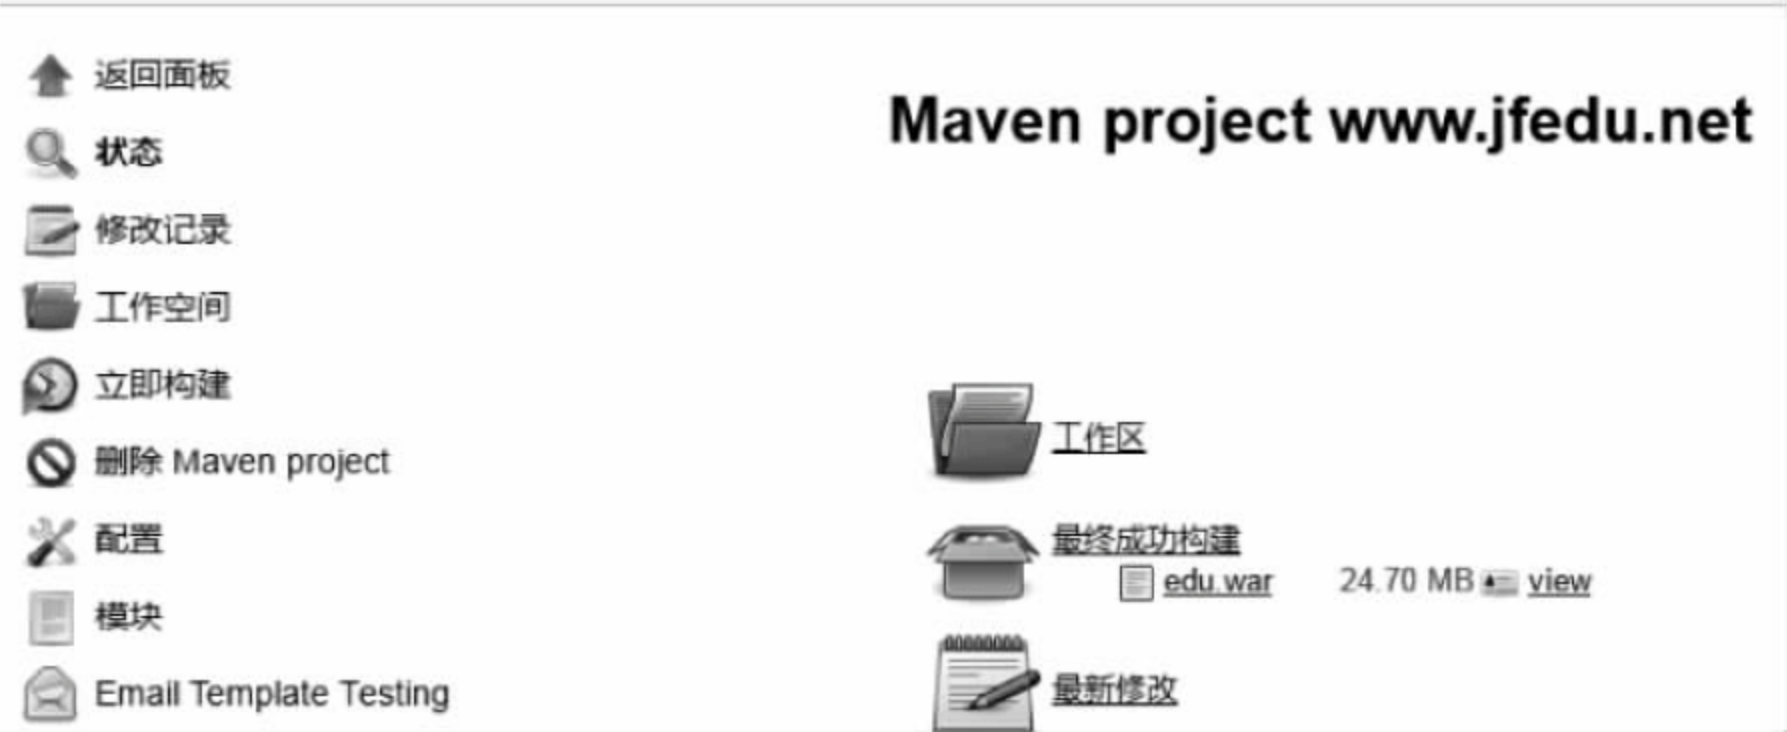 返回面板
状态
修改记录
工作空间
立即构建
删除 Maven project
配置
模块
Email Template Testing
Maven project www.jfedu.net
工作区
最终成功构建
edu.war 24.70 MB view
最新修改